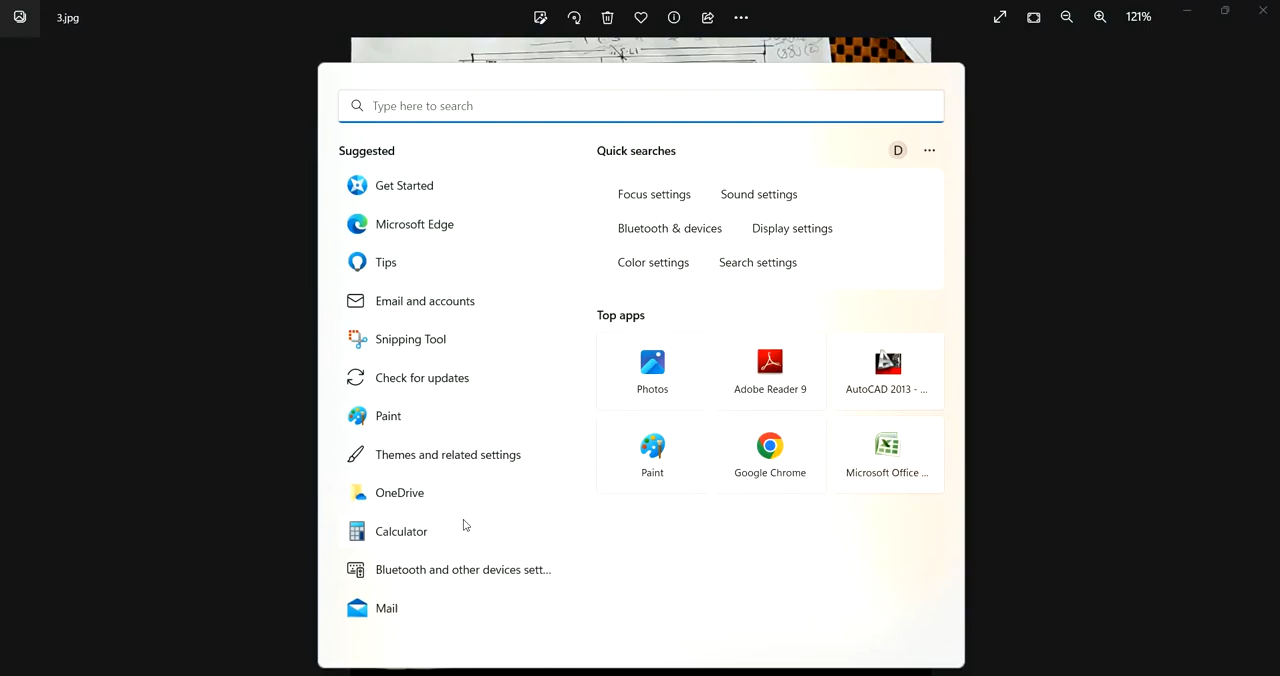 3.jpg
121%
Type here to search
Suggested
Get Started
Microsoft Edge
Tips
Email and accounts
Snipping Tool
Check for updates
Paint
Themes and related settings
OneDrive
Calculator
Bluetooth and other devices sett...
Mail
Quick searches
D
Focus settings Sound settings
Bluetooth & devices Display settings
Color settings Search settings
Top apps
Photos Adobe Reader 9 AutoCAD 2013 - ...
Paint Google Chrome Microsoft Office ...